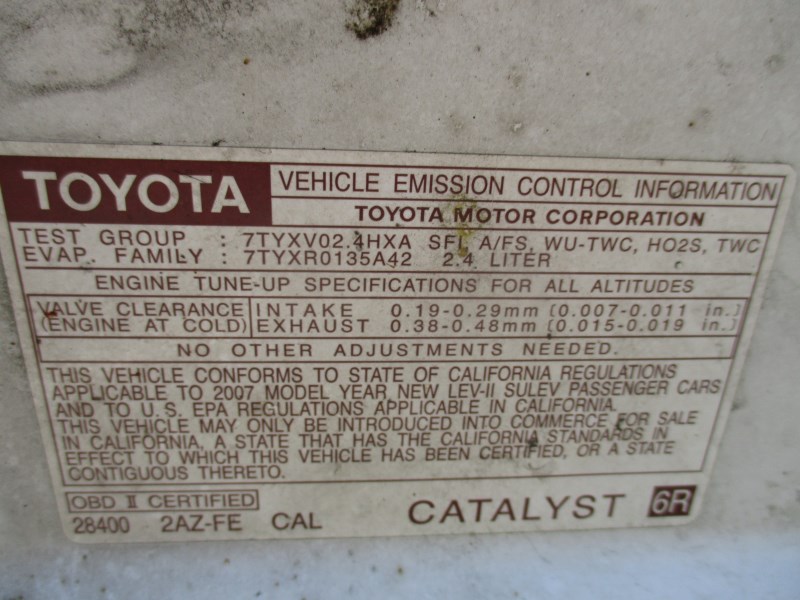 TOYOTA VEHICLE EMISSION CONTROL INFORMATION
TOYOTA MOTOR CORPORATION
TEST GROUP : 7TYXV02.4HXA SFI, A/FS, WU-TWC, HO2S, TWC
EVAP. FAMILY : 7TYXR0135A42 2.4 LITER
ENGINE TUNE-UP SPECIFICATIONS FOR ALL ALTITUDES
VALVE CLEARANCE INTAKE 0.19-0.29mm (0.007-0.011 in.)
(ENGINE AT COLD) EXHAUST 0.38-0.48mm (0.015-0.019 in.)
NO OTHER ADJUSTMENTS NEEDED.
THIS VEHICLE CONFORMS TO STATE OF CALIFORNIA REGULATIONS
APPLICABLE TO 2007 MODEL YEAR NEW LEV-II SULEV PASSENGER CARS
AND TO U.S. EPA REGULATIONS APPLICABLE IN CALIFORNIA.
THIS VEHICLE MAY ONLY BE INTRODUCED INTO COMMERCE FOR SALE
IN CALIFORNIA, A STATE THAT HAS THE CALIFORNIA STANDARDS IN
EFFECT TO WHICH THIS VEHICLE HAS BEEN CERTIFIED, OR A STATE
CONTIGUOUS THERETO.
OBD II CERTIFIED
28400 2AZ-FE CAL CATALYST 6R